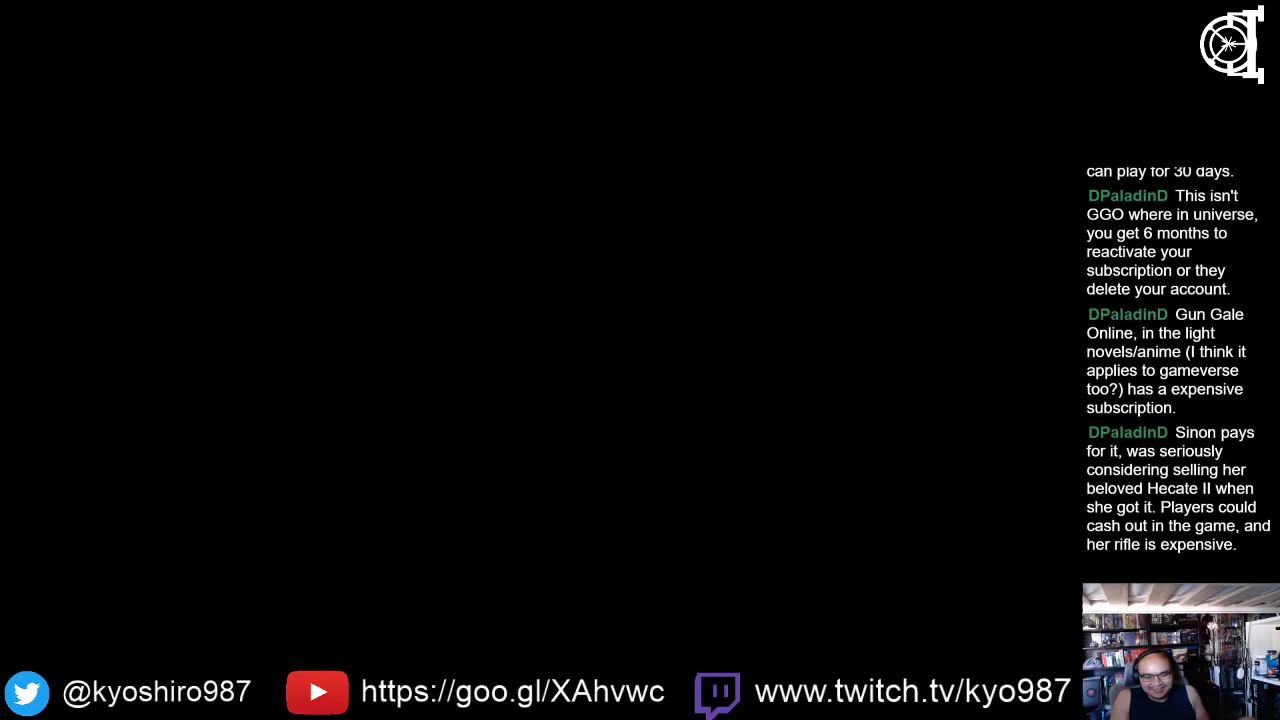 can play for 30 days.
DPaladinD This isn't
GGO where in universe,
you get 6 months to
reactivate your
subscription or they
delete your account.
DPaladinD Gun Gale
Online, in the light
novels/anime (I think it
applies to gameverse
too?) has a expensive
subscription.
DPaladinD Sinon pays
for it, was seriously
considering selling her
beloved Hecate II when
she got it. Players could
cash out in the game, and
her rifle is expensive.
@kyoshiro987 https://goo.gl/XAhvwc www.twitch.tv/kyo987